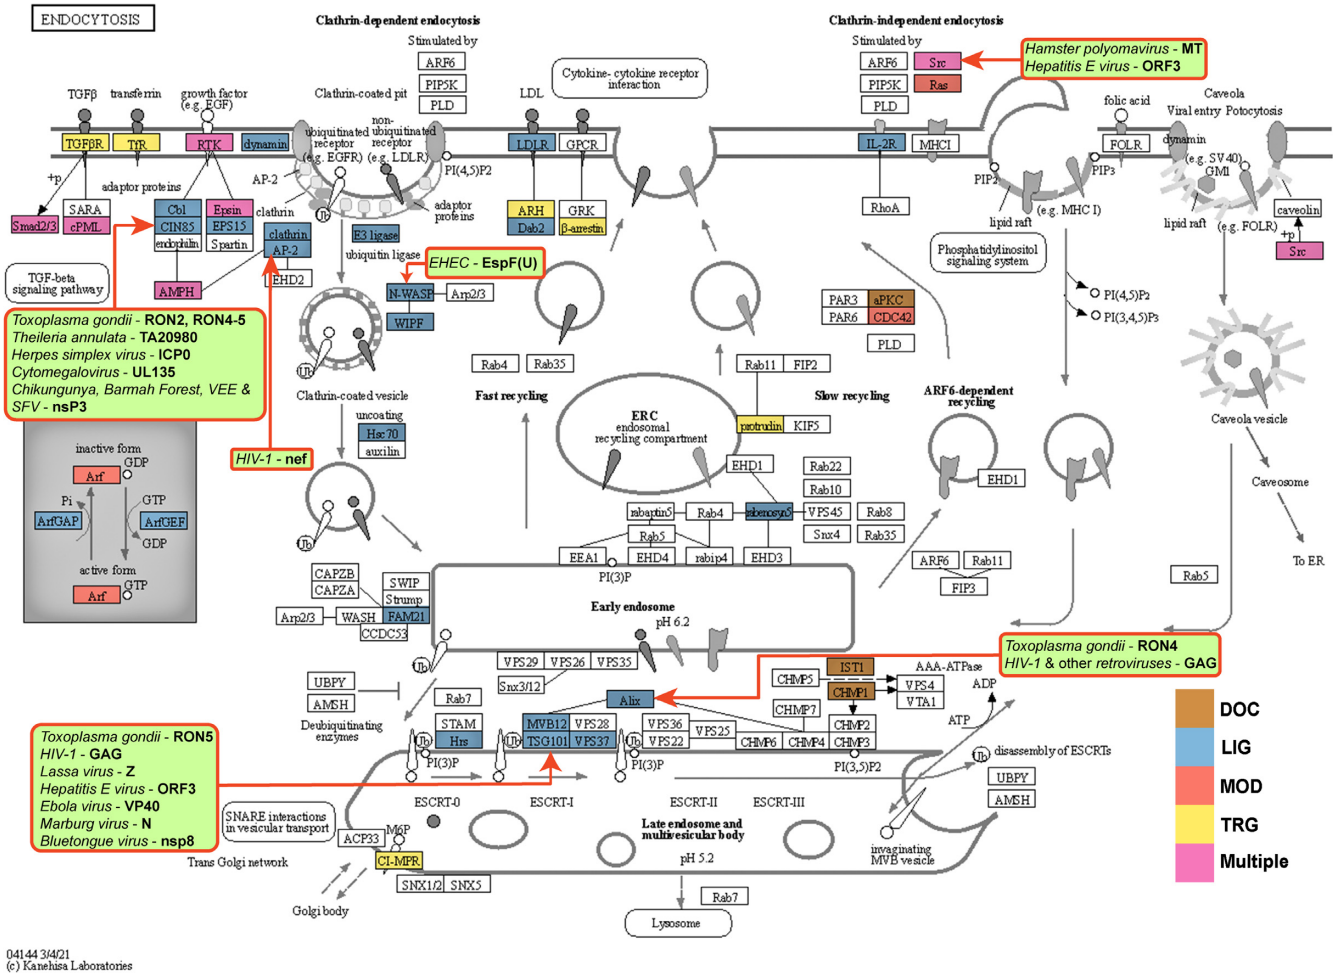 ENDOCYTOSIS
Clathrin-dependent endocytosis
Stimulated by
ARF6
PIP5K
PLD
Clathrin-independent endocytosis
Stimulated by
ARF6
Src
PIP5K
Ras
PLD
Hamster polyomavirus - MT
Hepatitis E virus - ORF3
Cytokine- cytokine receptor
interaction
TGFβ
transferrin
growth factor
(e.g. EGF)
Clathrin-coated pit
LDL
folic acid
Caveola
Viral entry Potocytosis
TGFβR
TfR
RTK
dynamin
ubiquitinated
receptor
(e.g. EGFR)
non-
ubiquitinated
receptor
(e.g. LDLR)
LDLR
GPCR
IL-2R
MHCI
FOLR
dynamin
(e.g. SV40)
GM1
PI(4,5)P2
PIP2
PIP3
+p
adaptor proteins
AP-2
clathrin
Ub
adaptor
proteins
Smad2/3
SARA
cPML
Cbl
CIN85
endophilin
Epsin
EPS15
Spartin
clathrin
AP-2
EHD2
AMPH
E3 ligase
ubiquitin ligase
ARH
Dab2
GRK
β-arrestin
RhoA
lipid raft
(e.g. MHC I)
lipid raft
(e.g. FOLR)
caveolin
+p
Src
Phosphatidylinositol
signaling system
TGF-beta
signaling pathway
EHEC - EspF(U)
N-WASP
Arp2/3
WIPF
PAR3
aPKC
PAR6
CDC42
PLD
PI(4,5)P2
PI(3,4,5)P3
Toxoplasma gondii - RON2, RON4-5
Theileria annulata - TA20980
Herpes simplex virus - ICP0
Cytomegalovirus - UL135
Chikungunya, Barmah Forest, VEE &
SFV - nsP3
Ub
Clathrin-coated vesicle
Rab4
Rab35
Fast recycling
Rab11
FIP2
Slow recycling
ARF6-dependent
recycling
Caveola vesicle
uncoating
Hsc70
auxilin
ERC
endosomal
recycling compartment
protrudin
KIF5
HIV-1 - nef
EHD1
Rab22
Rab10
EHD1
Caveosome
To ER
inactive form
GDP
Arf
Pi
GTP
ArfGAP
ArfGEF
GDP
active form
GTP
Arf
Ub
rabaptin5
Rab4
rabenosyn5
VPS45
Rab8
Rab5
Snx4
Rab35
EEA1
EHD4
rabip4
EHD3
PI(3)P
ARF6
Rab11
FIP3
Rab5
CAPZB
CAPZA
SWIP
Strump
Arp2/3
WASH
FAM21
CCDC53
Early endosome
pH 6.2
Toxoplasma gondii - RON4
HIV-1 & other retroviruses - GAG
Ub
UBPY
AMSH
Deubiquitinating
enzymes
VPS29
VPS26
VPS35
Snx3/12
Rab7
Alix
IST1
CHMP5
CHMP1
AAA-ATPase
VPS4
VTA1
ADP
ATP
CHMP7
STAM
Hrs
MVB12
VPS28
TSG101
VPS37
VPS36
VPS22
VPS25
CHMP6
CHMP4
CHMP2
CHMP3
Ub
Ub
Ub
PI(3)P
PI(3)P
PI(3,5)P2
Ub
disassembly of ESCRTs
UBPY
AMSH
Toxoplasma gondii - RON5
HIV-1 - GAG
Lassa virus - Z
Hepatitis E virus - ORF3
Ebola virus - VP40
Marburg virus - N
Bluetongue virus - nsp8
ESCRT-0
ESCRT-I
ESCRT-II
ESCRT-III
SNARE interactions
in vesicular transport
Late endosome and
multivesicular body
pH 5.2
invaginating
MVB vesicle
ACP33
M6P
CI-MPR
Trans Golgi network
SNX1/2
SNX5
Golgi body
Rab7
Lysosome
DOC
LIG
MOD
TRG
Multiple
04144 3/4/21
(c) Kanehisa Laboratories